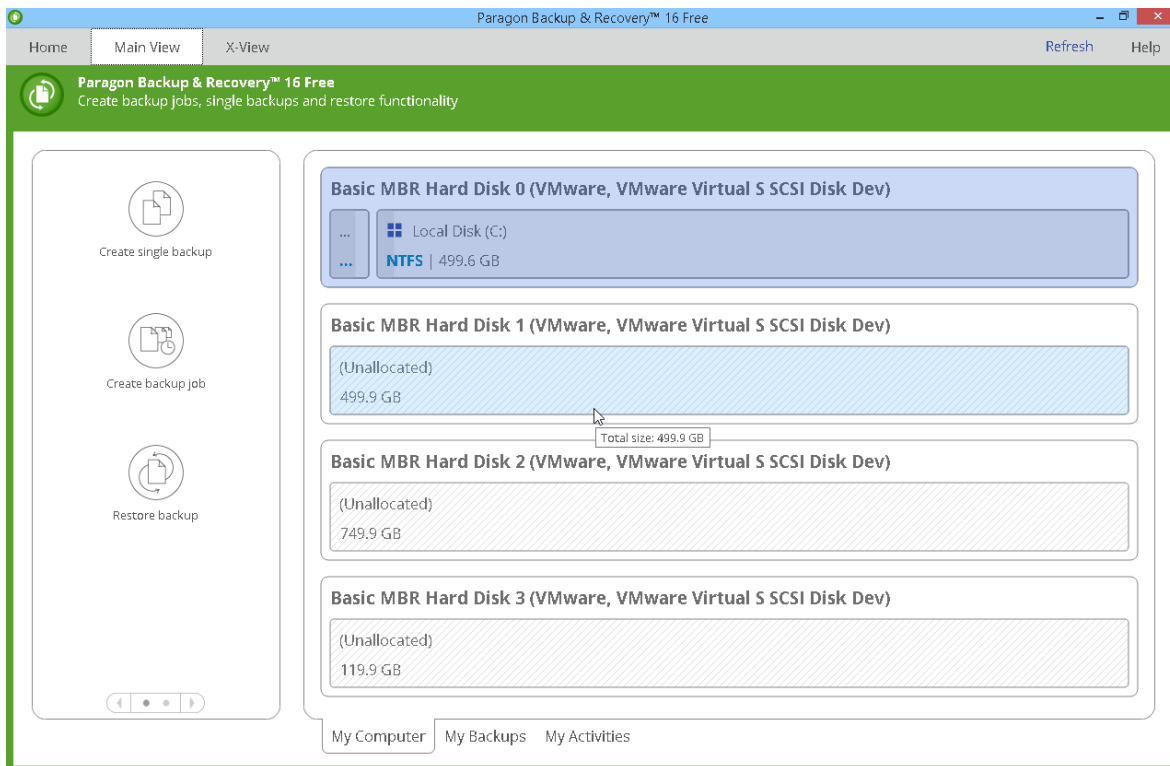 Paragon Backup & Recovery™ 16 Free
Home Main View X-View Refresh Help
Paragon Backup & Recovery™ 16 Free
Create backup jobs, single backups and restore functionality
Create single backup
Create backup job
Restore backup
Basic MBR Hard Disk 0 (VMware, VMware Virtual S SCSI Disk Dev)
... Local Disk (C:)
... NTFS | 499.6 GB
Basic MBR Hard Disk 1 (VMware, VMware Virtual S SCSI Disk Dev)
(Unallocated)
499.9 GB
Total size: 499.9 GB
Basic MBR Hard Disk 2 (VMware, VMware Virtual S SCSI Disk Dev)
(Unallocated)
749.9 GB
Basic MBR Hard Disk 3 (VMware, VMware Virtual S SCSI Disk Dev)
(Unallocated)
119.9 GB
My Computer My Backups My Activities